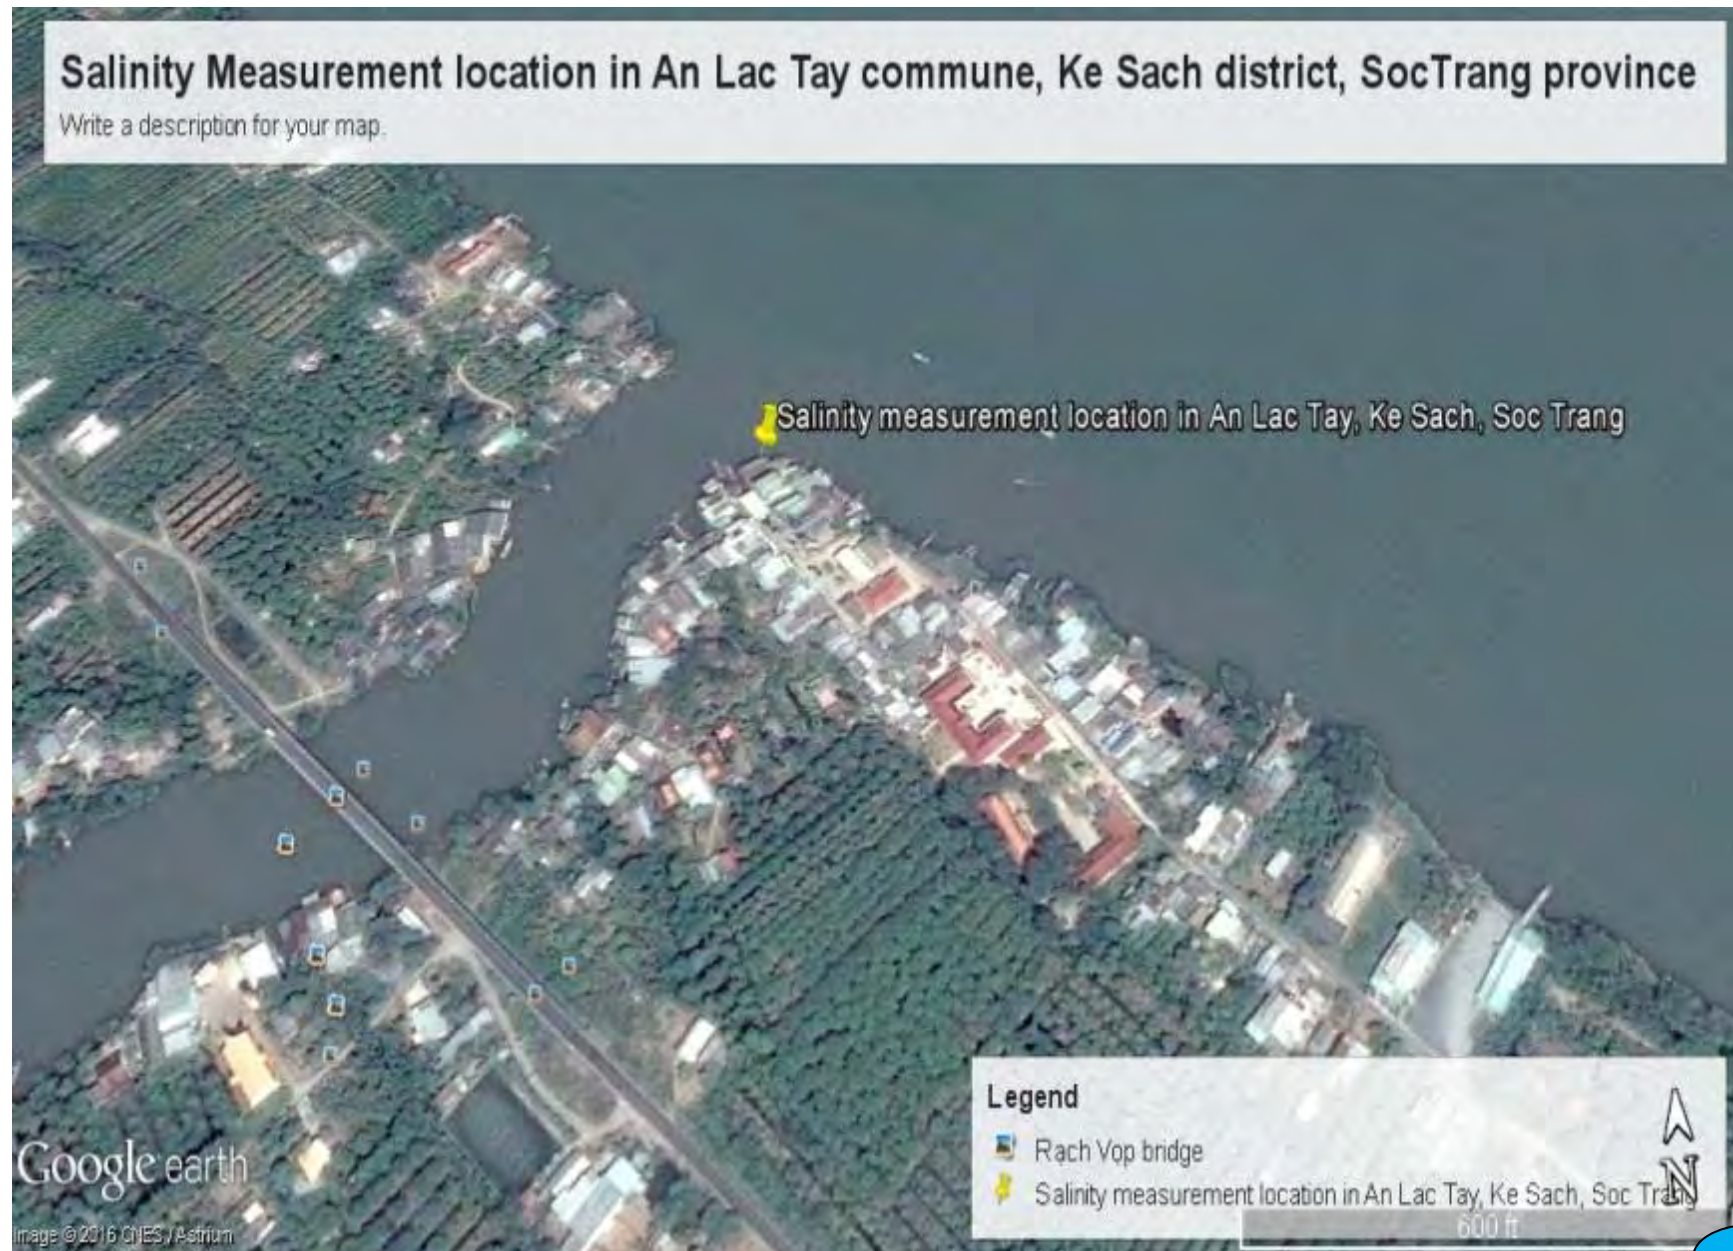 Salinity Measurement location in An Lac Tay commune, Ke Sach district, SocTrang province
Write a description for your map.
Salinity measurement location in An Lac Tay, Ke Sach, Soc Trang
Legend
Rach Vop bridge
Salinity measurement location in An Lac Tay, Ke Sach, Soc Trang
N
600 ft
Google earth
Image © 2016 CNES / Astrium